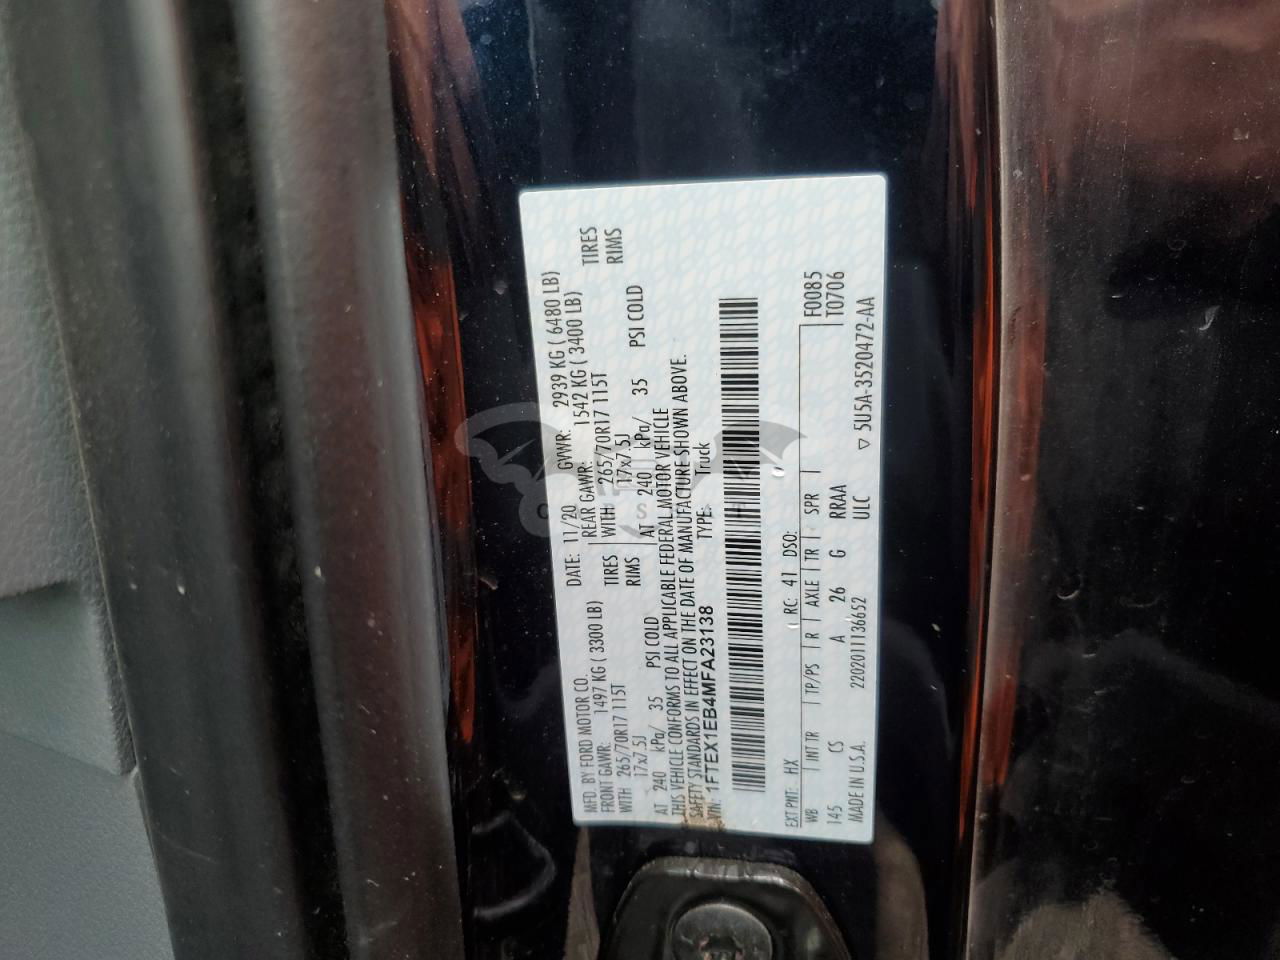 MFD. BY FORD MOTOR CO.
DATE: 11/20 GVWR: 2939 KG ( 6480 LB)
FRONT GAWR: 1497 KG ( 3300 LB) REAR GAWR: 1542 KG ( 3400 LB)
WITH 265/70R17 115T TIRES WITH 265/70R17 115T TIRES
17x7.5J RIMS 17x7.5J RIMS
AT 240 kPa/ 35 PSI COLD AT 240 kPa/ 35 PSI COLD
THIS VEHICLE CONFORMS TO ALL APPLICABLE FEDERAL MOTOR VEHICLE
SAFETY STANDARDS IN EFFECT ON THE DATE OF MANUFACTURE SHOWN ABOVE.
VIN: 1FTEX1EB4MFA23138 TYPE: Truck
EXT PNT: HX RC: 41 DSO: F0085
WB INT TR TP/PS R AXLE TR SPR T0706
145 CS A 26 G RRAA
MADE IN U.S.A. 2202011136652 ULC ▽ 5U5A-3520472-AA